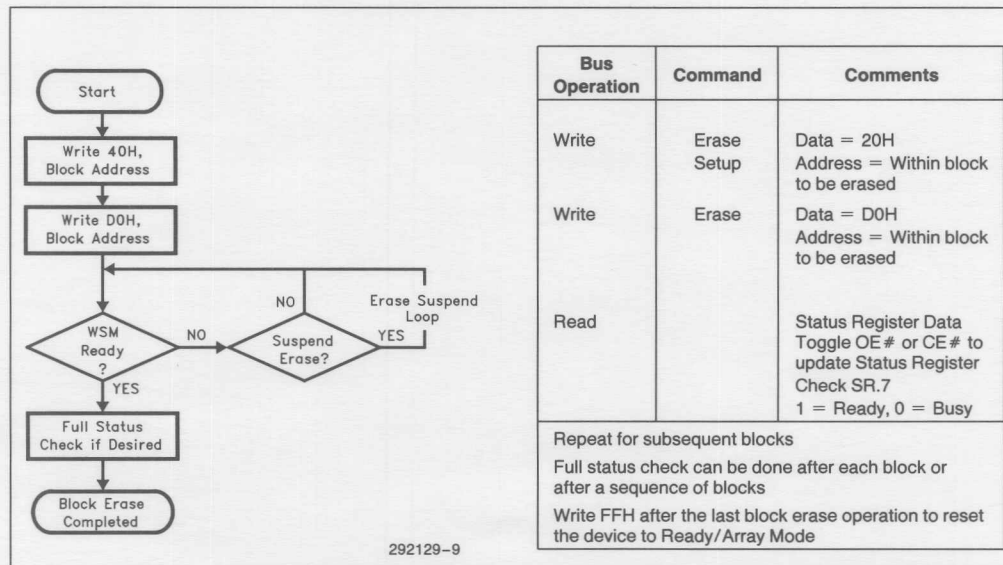 Start
Write 40H,
Block Address
Write D0H,
Block Address
NO
Erase Suspend
Loop
WSM
Ready
?
NO
Suspend
Erase?
YES
YES
Full Status
Check if Desired
Block Erase
Completed
292129-9
Bus
Operation
Command
Comments
Write
Erase
Setup
Data = 20H
Address = Within block
to be erased
Write
Erase
Data = D0H
Address = Within block
to be erased
Read
Status Register Data
Toggle OE# or CE# to
update Status Register
Check SR.7
1 = Ready, 0 = Busy
Repeat for subsequent blocks
Full status check can be done after each block or
after a sequence of blocks
Write FFH after the last block erase operation to reset
the device to Ready/Array Mode